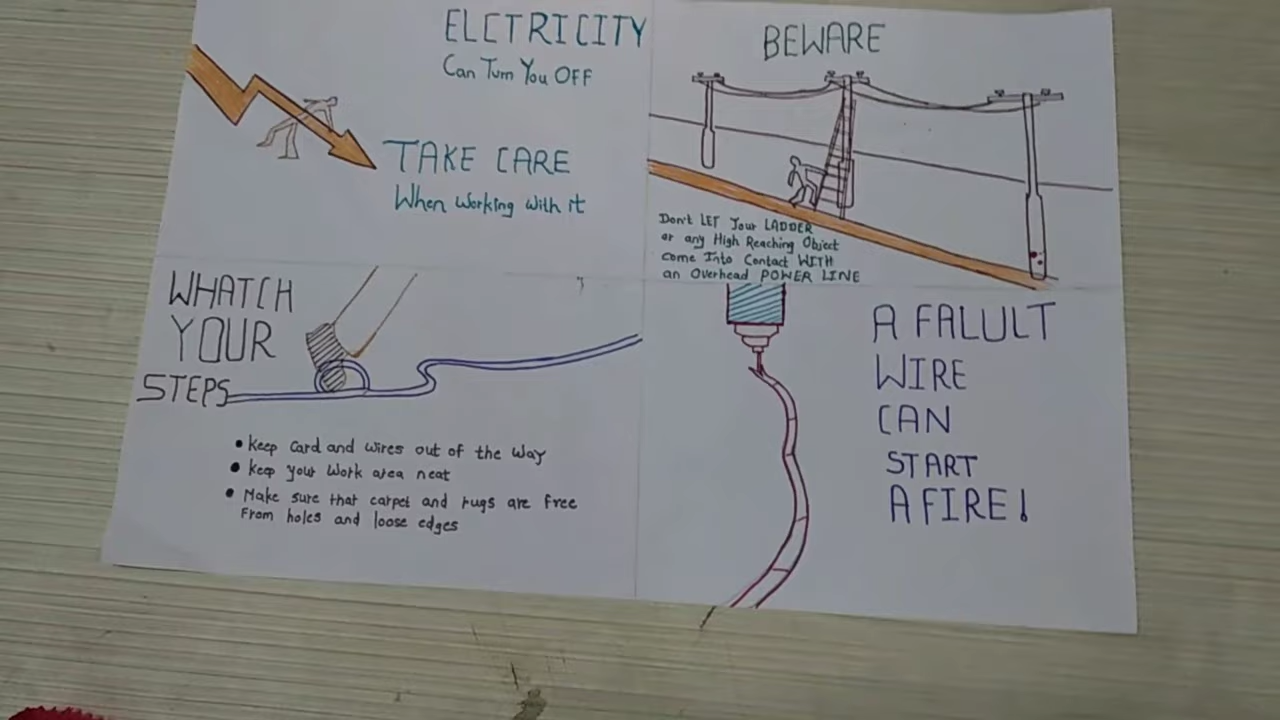 ELCTRICITY
Can Turn You OFF
TAKE CARE
When working with it
BEWARE
Don't LET Your LADDER
or any High Reaching Object
come Into Contact WITH
an Overhead POWER LINE
WHATCH
YOUR
STEPS
• Keep Card and wires out of the way
• keep your work area neat
• Make sure that carpet and rugs are free
From holes and loose edges
A FALULT
WIRE
CAN
START
A FIRE!